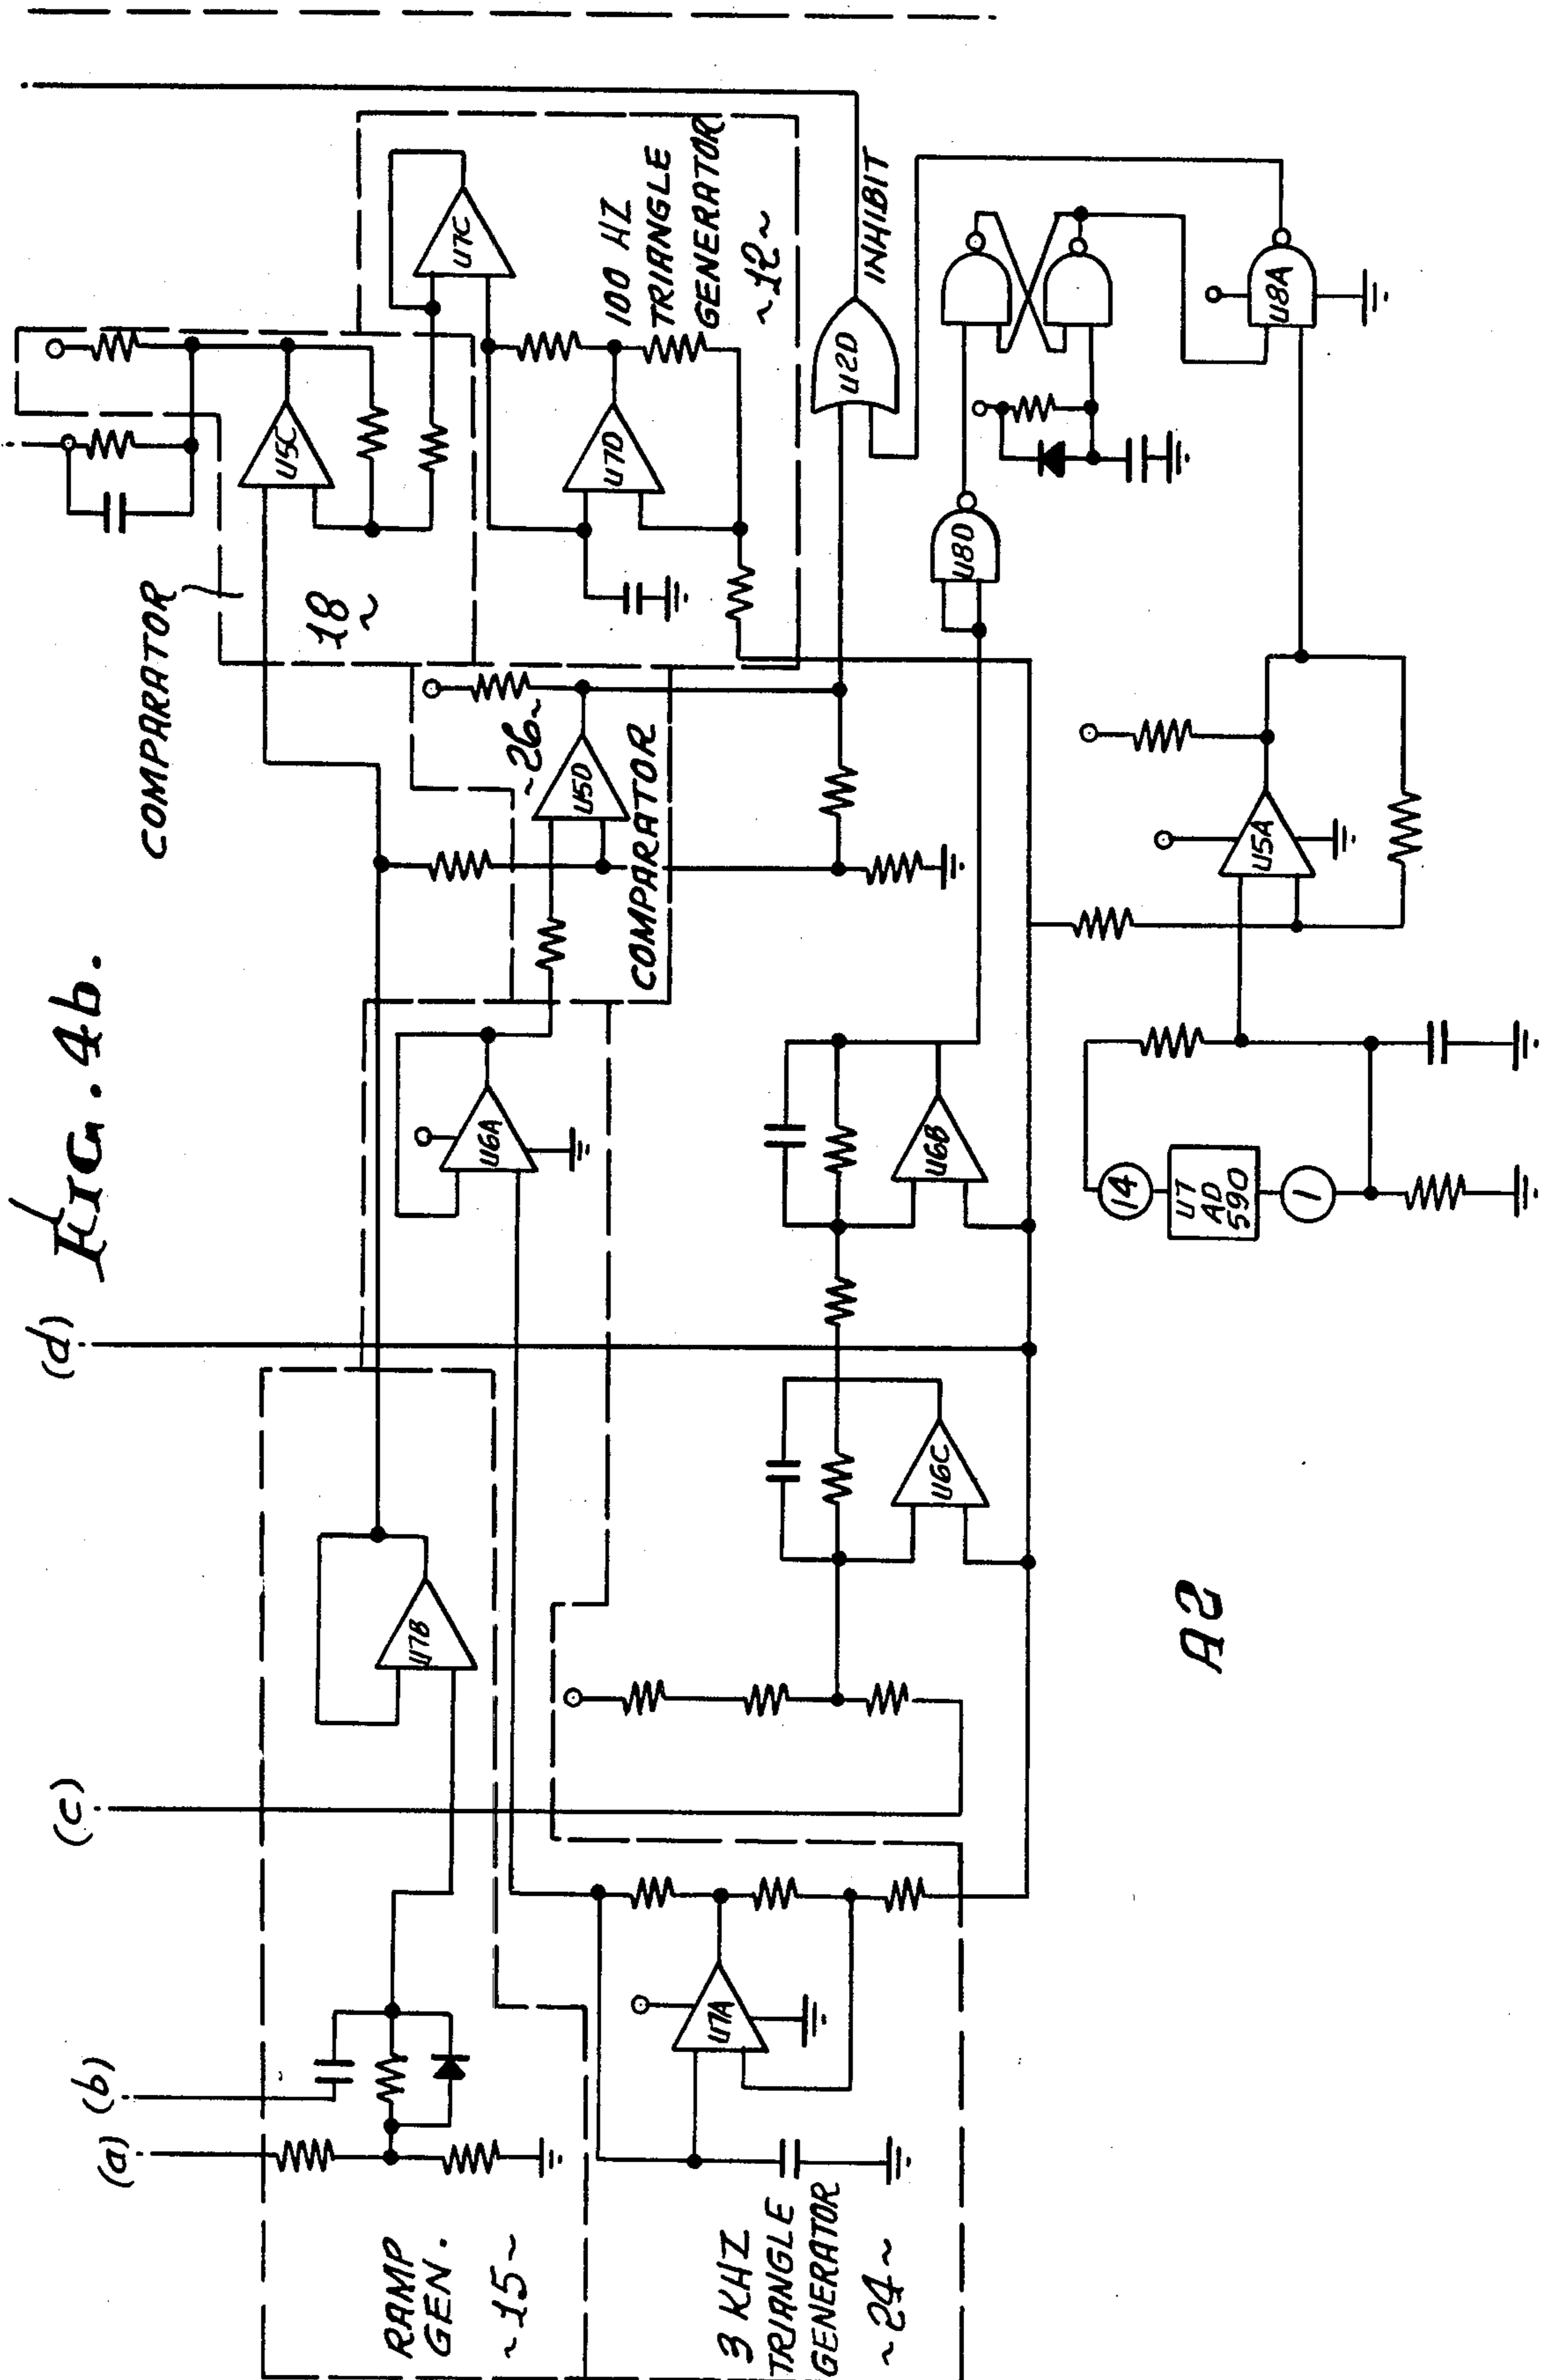 FIG. 4b.
(a)
(b)
(c)
(d)
RAMP
GEN.
~15~
U7B
3 KHZ
TRIANGLE
GENERATOR
~24~
U7A
U6A
U6C
U6B
COMPARATOR
18
~
U5C
~26~
U5D
COMPARATOR
U7C
U7D
100 HZ
TRIANGLE
GENERATOR
~12~
U2D
INHIBIT
U8D
U8A
U5A
14
U7
AD
590
1
A2